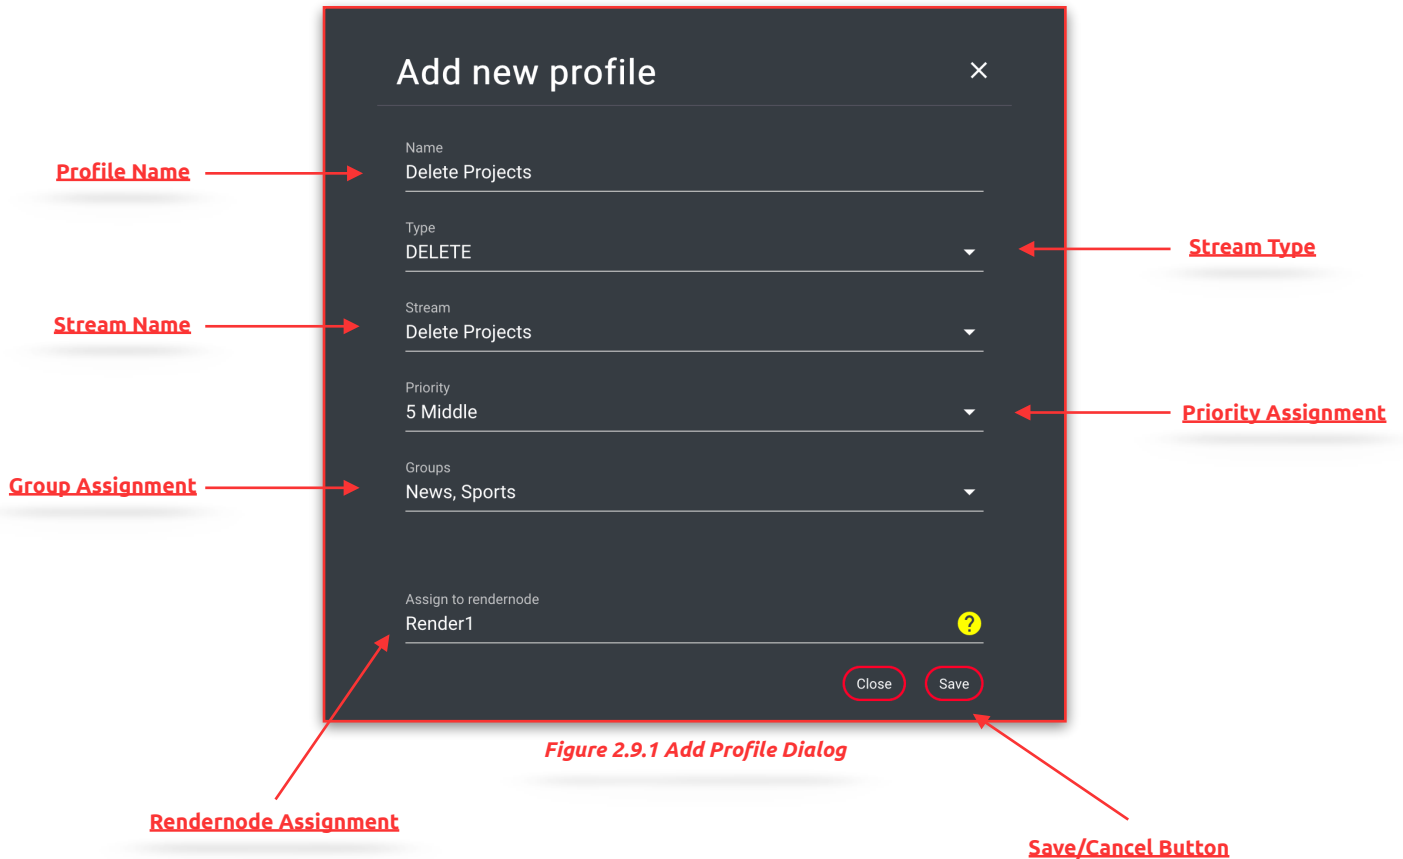 Add new profile
Name
Profile Name
Delete Projects
Type
DELETE
Stream Type
Stream
Stream Name
Delete Projects
Priority
5 Middle
Priority Assignment
Groups
Group Assignment
News, Sports
Assign to rendernode
Render1
?
Close
Save
Figure 2.9.1 Add Profile Dialog
Rendernode Assignment
Save/Cancel Button